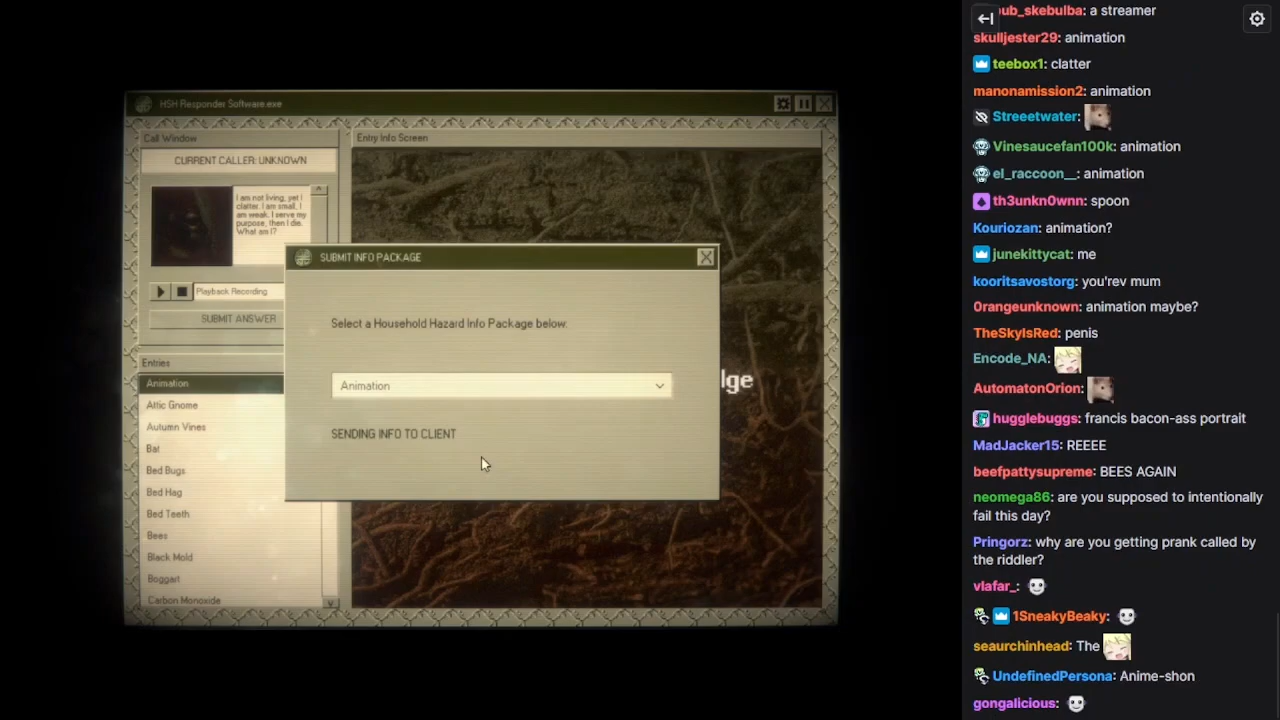 HSH Responder Software.exe
Call Window
CURRENT CALLER: UNKNOWN
I am not living, yet I
clatter. I am small, I
am weak. I serve my
purpose, then I die.
What am I?
Playback Recording
SUBMIT ANSWER
Entries
Animation
Attic Gnome
Autumn Vines
Bat
Bed Bugs
Bed Hag
Bed Teeth
Bees
Black Mold
Boggart
Carbon Monoxide
Entry Info Screen
SUBMIT INFO PACKAGE
Select a Household Hazard Info Package below.
Animation
SENDING INFO TO CLIENT
lge
ub_skebulba: a streamer
skulljester29: animation
teebox1: clatter
manonamission2: animation
Streeetwater:
Vinesaucefan100k: animation
el_raccoon__: animation
th3unkn0wnn: spoon
Kouriozan: animation?
junekittycat: me
kooritsavostorg: you'rev mum
0rangeunknown: animation maybe?
TheSkyIsRed: penis
Encode_NA:
AutomatonOrion:
hugglebuggs: francis bacon-ass portrait
MadJacker15: REEEE
beefpattysupreme: BEES AGAIN
neomega86: are you supposed to intentionally
fail this day?
Pringorz: why are you getting prank called by
the riddler?
vlafar_:
1SneakyBeaky:
seaurchinhead: The
UndefinedPersona: Anime-shon
gongalicious: